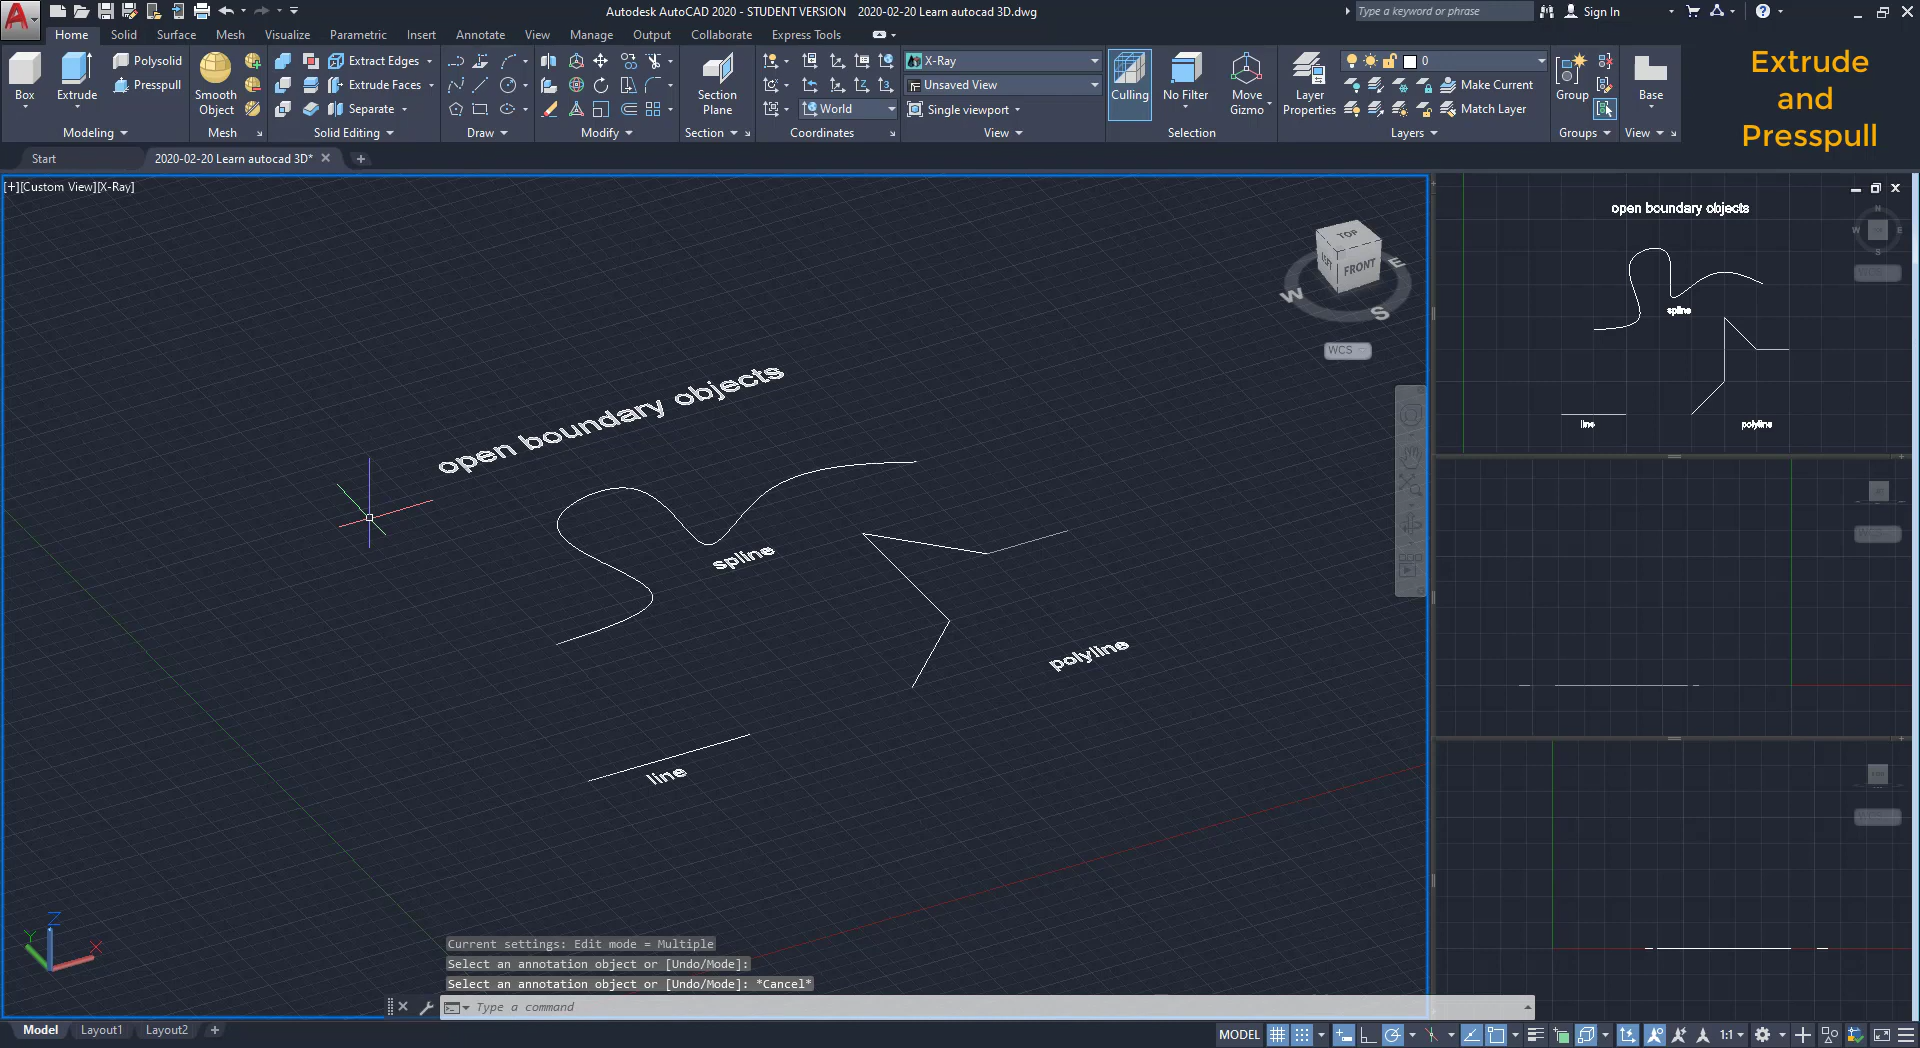 Autodesk AutoCAD 2020 - STUDENT VERSION 2020-02-20 Learn autocad 3D.dwg
Type a keyword or phrase
Sign In
Home Solid Surface Mesh Visualize Parametric Insert Annotate View Manage Output Collaborate Express Tools
Box
Extrude
Polysolid
Presspull
Modeling
Smooth
Object
Mesh
Extract Edges
Extrude Faces
Separate
Solid Editing
Draw
Modify
Section
Plane
Section
World
Coordinates
X-Ray
Unsaved View
Single viewport
View
Culling
No Filter
Move
Gizmo
Selection
Layer
Properties
0
Make Current
Match Layer
Layers
Group
Groups
Base
View
Extrude
and
Presspull
Start
2020-02-20 Learn autocad 3D*
[+][Custom View][X-Ray]
TOP
LEFT
FRONT
W
S
E
WCS
open boundary objects
spline
polyline
line
open boundary objects
N
W
E
S
spline
line
polyline
Z
Y
X
Current settings: Edit mode = Multiple
Select an annotation object or [Undo/Mode]:
Select an annotation object or [Undo/Mode]: *Cancel*
Type a command
Model Layout1 Layout2
MODEL
1:1